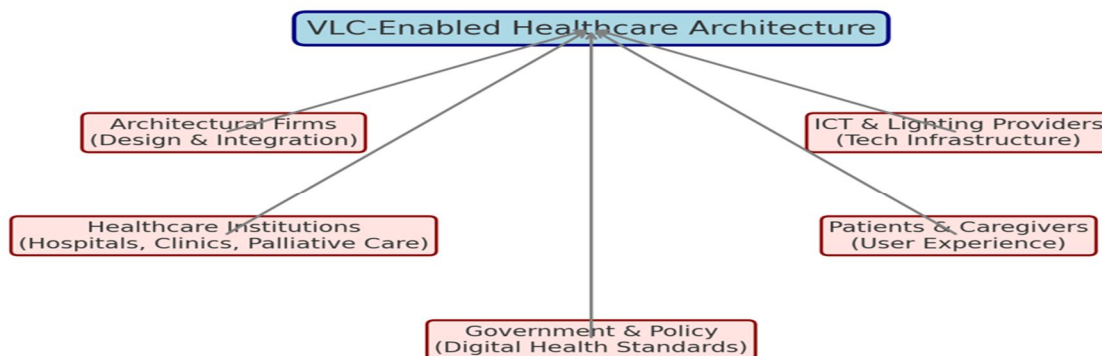 VLC-Enabled Healthcare Architecture
Architectural Firms
(Design & Integration)
ICT & Lighting Providers
(Tech Infrastructure)
Healthcare Institutions
(Hospitals, Clinics, Palliative Care)
Patients & Caregivers
(User Experience)
Government & Policy
(Digital Health Standards)